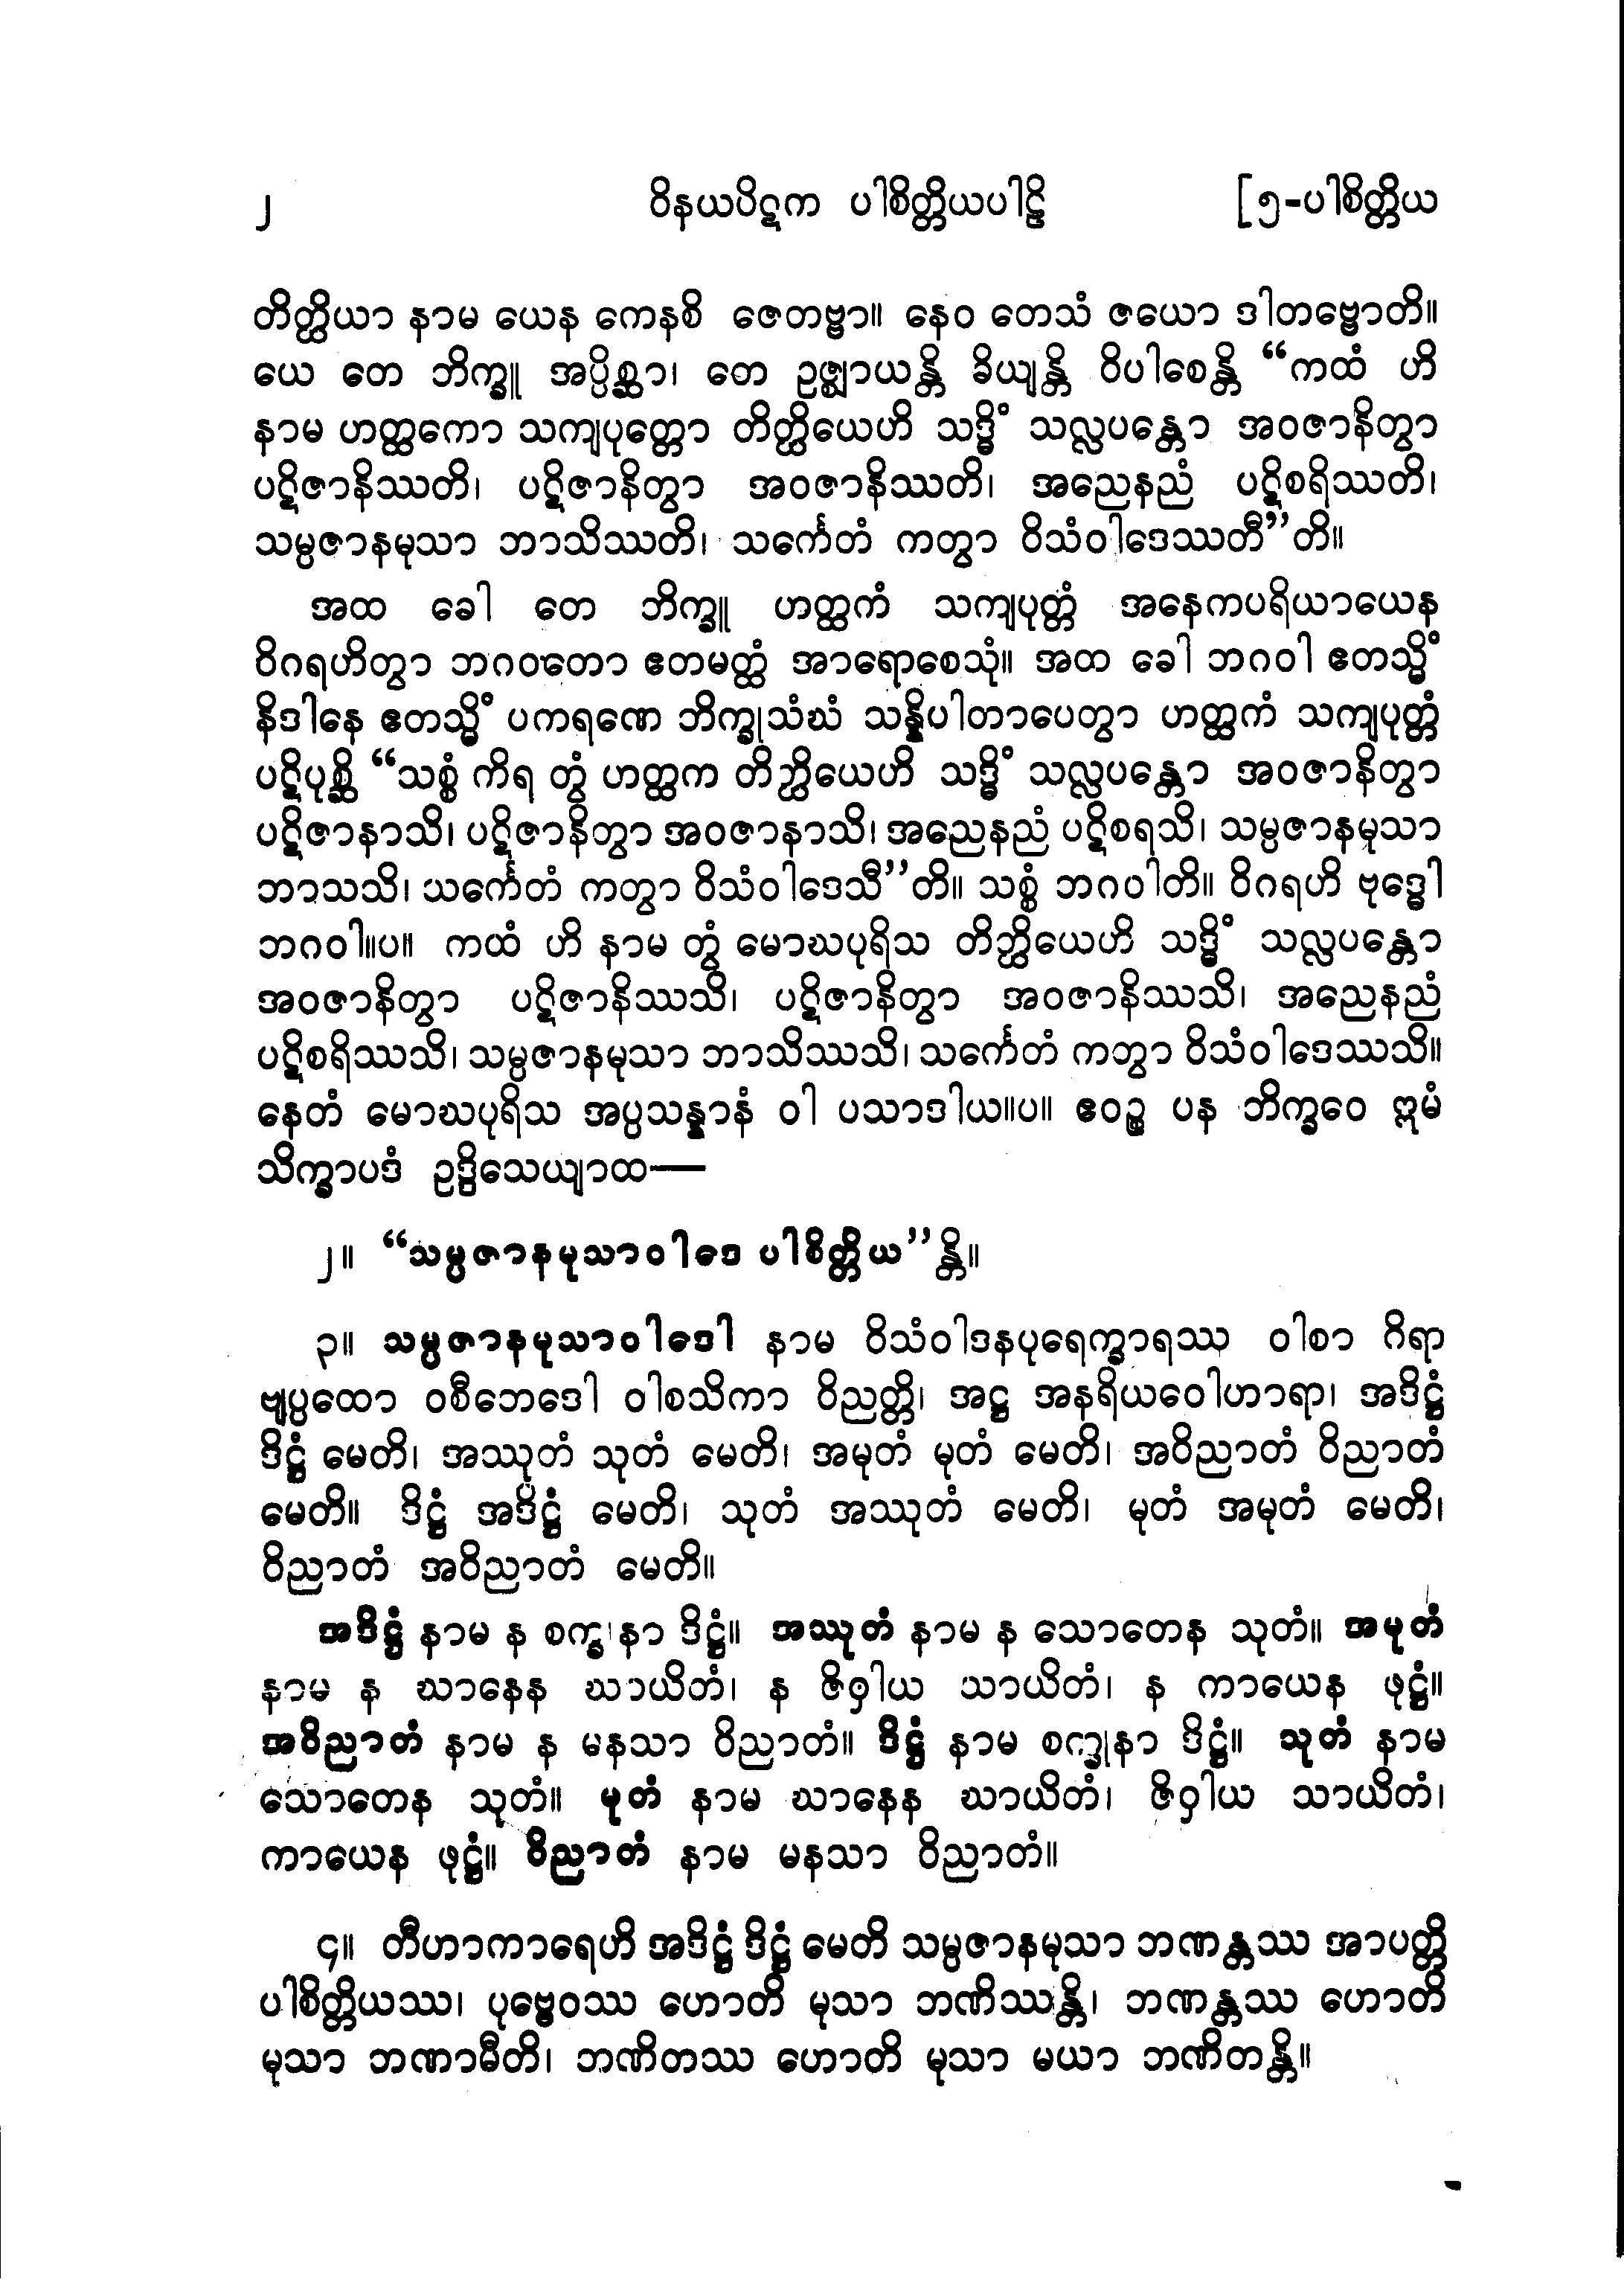 ၂ ဝိနယပိဋက ပါစိတ္တိယပါဠိ [၅-ပါစိတ္တိယ
တိတ္ထိယာ နာမ ယေန ကေနစိ ဇေတဗ္ဗာ။ နေဝ တေသံ ဇယော ဒါတဗ္ဗောတိ။
ယေ တေ ဘိက္ခူ အပ္ပိစ္ဆာ၊ တေ ဥဇ္ဈာယန္တိ ခိယျန္တိ ဝိပါစေန္တိ “ကထံ ဟိ
နာမ ဟတ္ထကော သကျပုတ္တော တိတ္ထိယေဟိ သဒ္ဓိံ သလ္လပန္တော အဝဇာနိတွာ
ပဋိဇာနိဿတိ၊ ပဋိဇာနိတွာ အဝဇာနိဿတိ၊ အညေနညံ ပဋိစရိဿတိ၊
သမ္ပဇာနမုသာ ဘာသိဿတိ၊ သင်္ကေတံ ကတွာ ဝိသံဝါဒေဿတီ”တိ။
အထ ခေါ တေ ဘိက္ခူ ဟတ္ထကံ သကျပုတ္တံ အနေကပရိယာယေန
ဝိဂရဟိတွာ ဘဂဝတော ဧတမတ္ထံ အာရောစေသုံ။ အထ ခေါ ဘဂဝါ ဧတသ္မိံ
နိဒါနေ ဧတသ္မိံ ပကရဏေ ဘိက္ခုသံဃံ သန္နိပါတာပေတွာ ဟတ္ထကံ သကျပုတ္တံ
ပဋိပုစ္ဆိ “သစ္စံ ကိရ တွံ ဟတ္ထက တိတ္ထိယေဟိ သဒ္ဓိံ သလ္လပန္တော အဝဇာနိတွာ
ပဋိဇာနာသိ၊ ပဋိဇာနိတွာ အဝဇာနာသိ၊ အညေနညံ ပဋိစရသိ၊ သမ္ပဇာနမုသာ
ဘာသသိ၊ သင်္ကေတံ ကတွာ ဝိသံဝါဒေသီ”တိ။ သစ္စံ ဘဂဝါတိ။ ဝိဂရဟိ ဗုဒ္ဓေါ
ဘဂဝါ။ပ။ ကထံ ဟိ နာမ တွံ မောဃပုရိသ တိတ္ထိယေဟိ သဒ္ဓိံ သလ္လပန္တော
အဝဇာနိတွာ ပဋိဇာနိဿသိ၊ ပဋိဇာနိတွာ အဝဇာနိဿသိ၊ အညေနညံ
ပဋိစရိဿသိ၊ သမ္ပဇာနမုသာ ဘာသိဿသိ၊ သင်္ကေတံ ကတွာ ဝိသံဝါဒေဿသိ။
နေတံ မောဃပုရိသ အပ္ပသန္နာနံ ဝါ ပသာဒါယ။ပ။ ဧဝဉ္စ ပန ဘိက္ခဝေ ဣမံ
သိက္ခာပဒံ ဥဒ္ဒိသေယျာထ—
၂။ “သမ္ပဇာနမုသာဝါဒေ ပါစိတ္တိယ”န္တိ။
၃။ သမ္ပဇာနမုသာဝါဒေါ နာမ ဝိသံဝါဒနပုရေက္ခာရဿ ဝါစာ ဂိရာ
ဗျပ္ပထော ဝစီဘေဒေါ ဝါစသိကာ ဝိညတ္တိ၊ အဋ္ဌ အနရိယဝေါဟာရာ၊ အဒိဋ္ဌံ
ဒိဋ္ဌံ မေတိ၊ အဿုတံ သုတံ မေတိ၊ အမုတံ မုတံ မေတိ၊ အဝိညာတံ ဝိညာတံ
မေတိ။ ဒိဋ္ဌံ အဒိဋ္ဌံ မေတိ၊ သုတံ အဿုတံ မေတိ၊ မုတံ အမုတံ မေတိ၊
ဝိညာတံ အဝိညာတံ မေတိ။
အဒိဋ္ဌံ နာမ န စက္ခုနာ ဒိဋ္ဌံ။ အဿုတံ နာမ န သောတေန သုတံ။ အမုတံ
နာမ န ဃာနေန ဃာယိတံ၊ န ဇိဝှါယ သာယိတံ၊ န ကာယေန ဖုဋ္ဌံ။
အဝိညာတံ နာမ န မနသာ ဝိညာတံ။ ဒိဋ္ဌံ နာမ စက္ခုနာ ဒိဋ္ဌံ။ သုတံ နာမ
သောတေန သုတံ။ မုတံ နာမ ဃာနေန ဃာယိတံ၊ ဇိဝှါယ သာယိတံ၊
ကာယေန ဖုဋ္ဌံ။ ဝိညာတံ နာမ မနသာ ဝိညာတံ။
၄။ တီဟာကာရေဟိ အဒိဋ္ဌံ ဒိဋ္ဌံ မေတိ သမ္ပဇာနမုသာ ဘဏန္တဿ အာပတ္တိ
ပါစိတ္တိယဿ၊ ပုဗ္ဗေဝဿ ဟောတိ မုသာ ဘဏိဿန္တိ၊ ဘဏန္တဿ ဟောတိ
မုသာ ဘဏာမီတိ၊ ဘဏိတဿ ဟောတိ မုသာ မယာ ဘဏိတန္တိ။